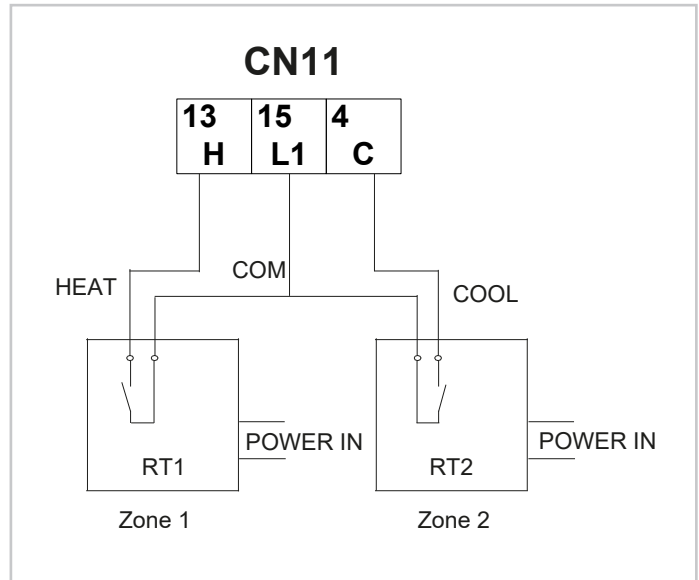 CN11
13 15 4
H L1 C
HEAT
COM
COOL
POWER IN
POWER IN
RT1
RT2
Zone 1
Zone 2